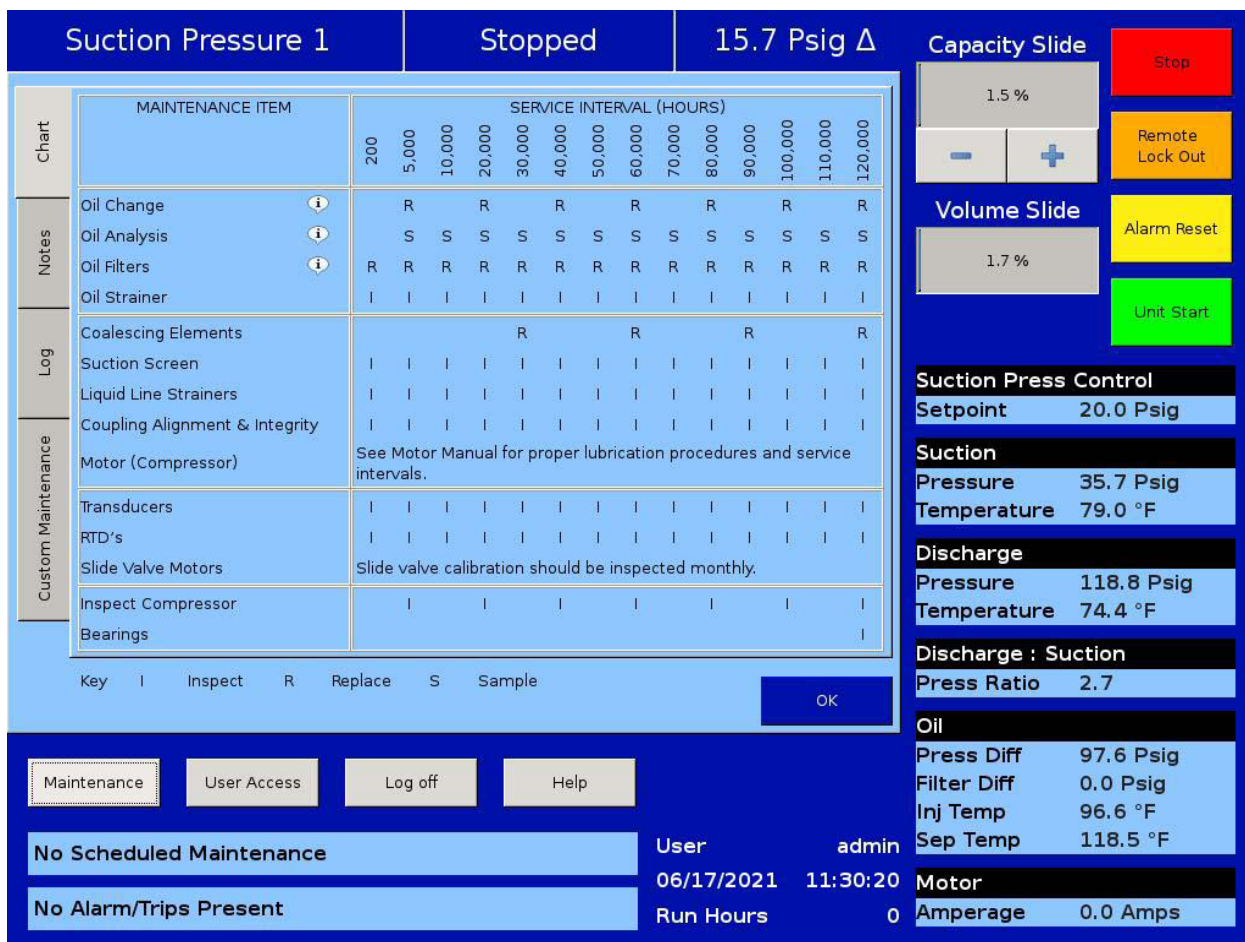 Suction Pressure 1 Stopped 15.7 Psig Δ
Chart
Notes
Log
Custom Maintenance
MAINTENANCE ITEM SERVICE INTERVAL (HOURS)
200 5,000 10,000 20,000 30,000 40,000 50,000 60,000 70,000 80,000 90,000 100,000 110,000 120,000
Oil Change i R R R R R R R
Oil Analysis i S S S S S S S S S S S S S
Oil Filters i R R R R R R R R R R R R R R
Oil Strainer I I I I I I I I I I I I I I
Coalescing Elements R R R R
Suction Screen I I I I I I I I I I I I I I
Liquid Line Strainers I I I I I I I I I I I I I I
Coupling Alignment & Integrity I I I I I I I I I I I I I I
Motor (Compressor) See Motor Manual for proper lubrication procedures and service
intervals.
Transducers I I I I I I I I I I I I I I
RTD's I I I I I I I I I I I I I I
Slide Valve Motors Slide valve calibration should be inspected monthly.
Inspect Compressor I I I I I I I
Bearings I
Key I Inspect R Replace S Sample
OK
Maintenance User Access Log off Help
No Scheduled Maintenance
No Alarm/Trips Present
User admin
06/17/2021 11:30:20
Run Hours 0
Capacity Slide
1.5 %
Volume Slide
1.7 %
Stop
Remote
Lock Out
Alarm Reset
Unit Start
Suction Press Control
Setpoint 20.0 Psig
Suction
Pressure 35.7 Psig
Temperature 79.0 °F
Discharge
Pressure 118.8 Psig
Temperature 74.4 °F
Discharge : Suction
Press Ratio 2.7
Oil
Press Diff 97.6 Psig
Filter Diff 0.0 Psig
Inj Temp 96.6 °F
Sep Temp 118.5 °F
Motor
Amperage 0.0 Amps